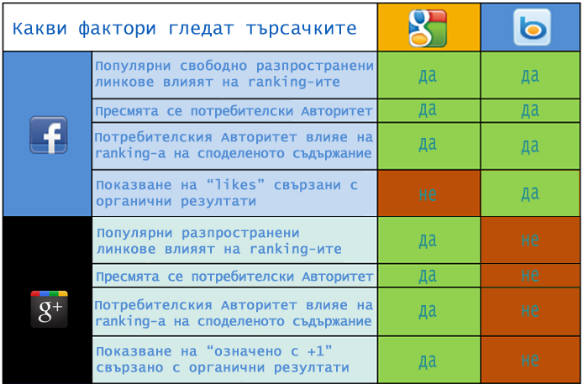 Какви фактори гледат търсачките
g
b
f
Популярни свободно разпространени
линкове влияят на ranking-ите
да
да
Пресмята се потребителски Авторитет
да
да
Потребителския Авторитет влияе на
ranking-а на споделеното съдържание
да
да
Показване на “likes” свързани с
органични резултати
не
да
g+
Популярни разпространени
линкове влияят на ranking-ите
да
не
Пресмята се потребителски Авторитет
да
не
Потребителския Авторитет влияе на
ranking-а на споделеното съдържание
да
не
Показване на “означено с +1”
свързано с органични резултати
да
не